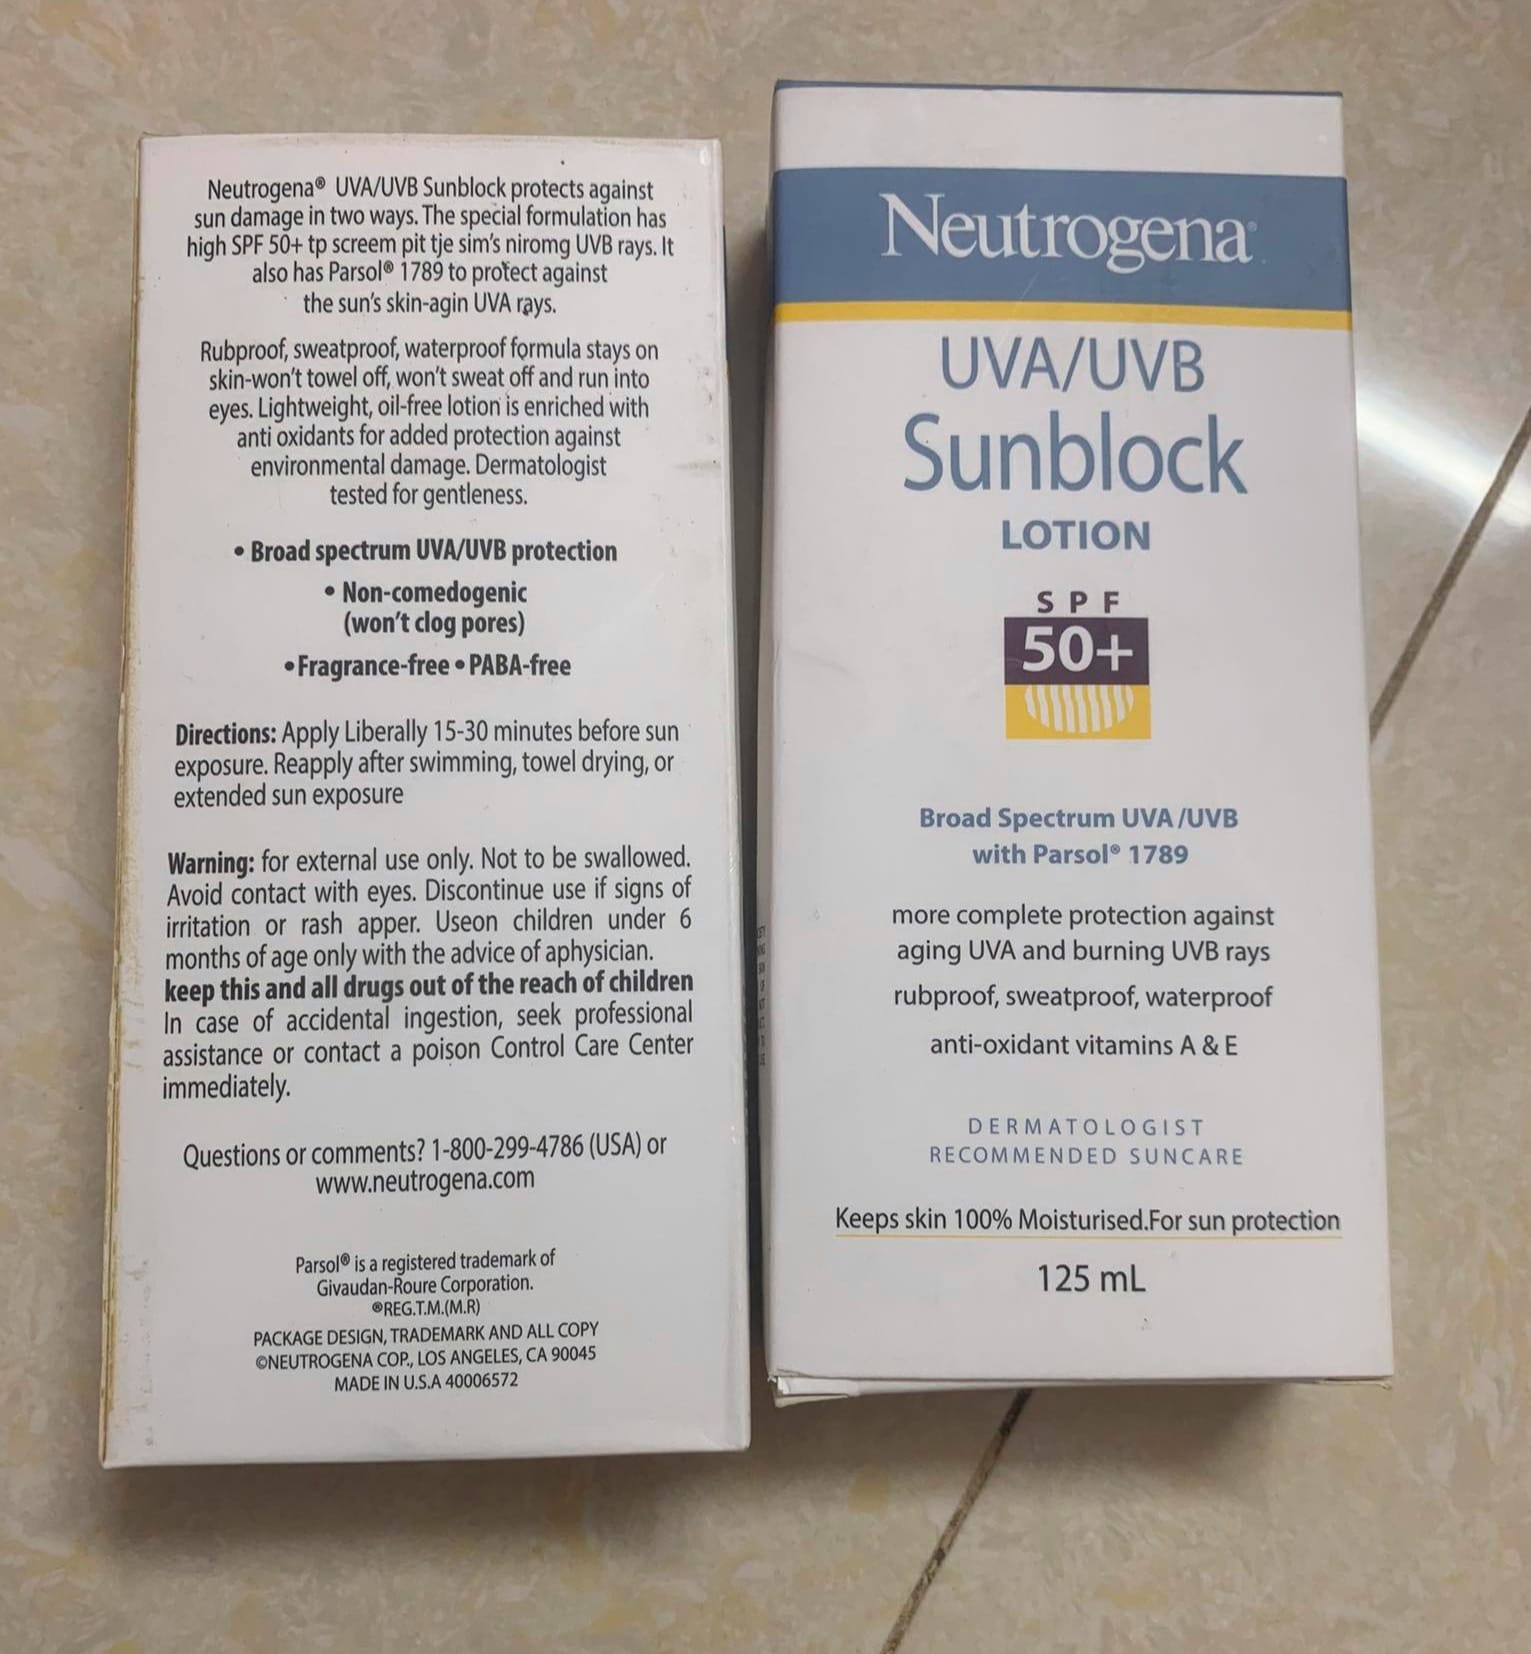 Neutrogena® UVA/UVB Sunblock protects against
sun damage in two ways. The special formulation has
high SPF 50+ tp screem pit tje sim's niromg UVB rays. It
also has Parsol® 1789 to protect against
the sun's skin-agin UVA rays.
Rubproof, sweatproof, waterproof formula stays on
skin-won't towel off, won't sweat off and run into
eyes. Lightweight, oil-free lotion is enriched with
anti oxidants for added protection against
environmental damage. Dermatologist
tested for gentleness.
• Broad spectrum UVA/UVB protection
• Non-comedogenic
(won't clog pores)
• Fragrance-free • PABA-free
Directions: Apply Liberally 15-30 minutes before sun
exposure. Reapply after swimming, towel drying, or
extended sun exposure
Warning: for external use only. Not to be swallowed.
Avoid contact with eyes. Discontinue use if signs of
irritation or rash apper. Useon children under 6
months of age only with the advice of aphysician.
keep this and all drugs out of the reach of children
In case of accidental ingestion, seek professional
assistance or contact a poison Control Care Center
immediately.
Questions or comments? 1-800-299-4786 (USA) or
www.neutrogena.com
Parsol® is a registered trademark of
Givaudan-Roure Corporation.
®REG.T.M.(M.R)
PACKAGE DESIGN, TRADEMARK AND ALL COPY
©NEUTROGENA COP., LOS ANGELES, CA 90045
MADE IN U.S.A 40006572
Neutrogena®
UVA/UVB
Sunblock
LOTION
SPF
50+
Broad Spectrum UVA/UVB
with Parsol® 1789
more complete protection against
aging UVA and burning UVB rays
rubproof, sweatproof, waterproof
anti-oxidant vitamins A & E
DERMATOLOGIST
RECOMMENDED SUNCARE
Keeps skin 100% Moisturised.For sun protection
125 mL